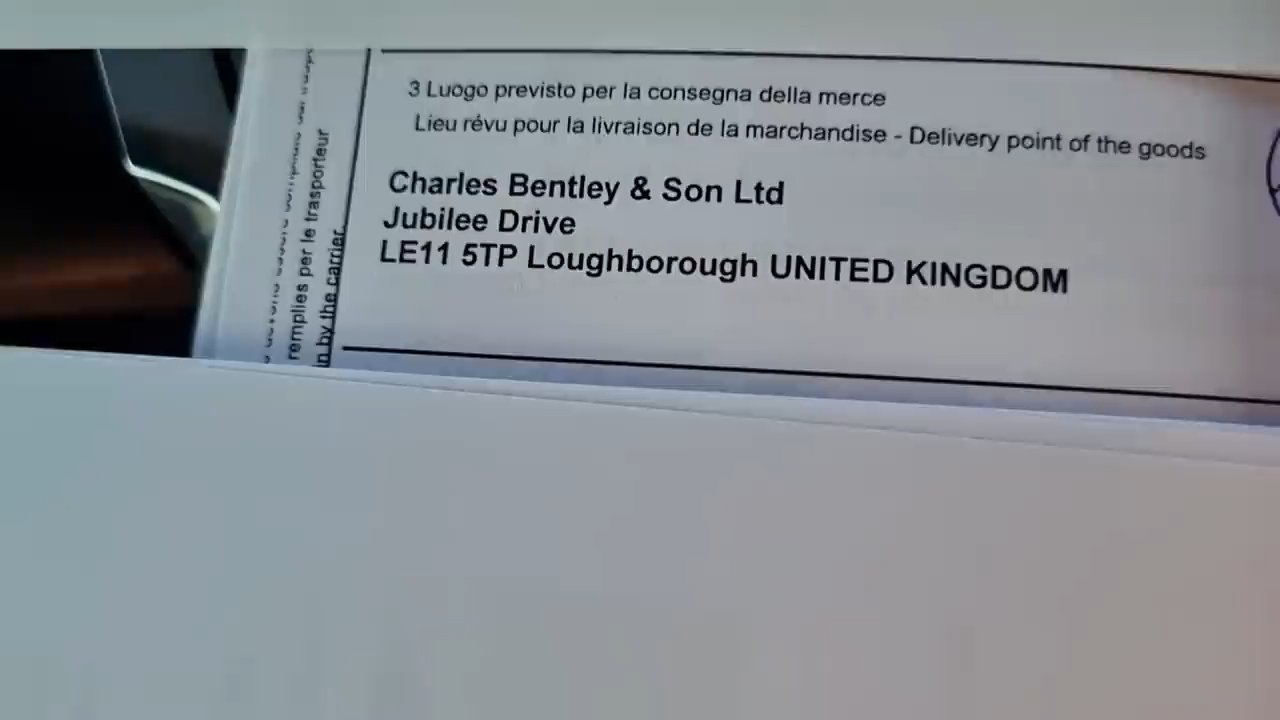 3 Luogo previsto per la consegna della merce
Lieu révu pour la livraison de la marchandise - Delivery point of the goods
Charles Bentley & Son Ltd
Jubilee Drive
LE11 5TP Loughborough UNITED KINGDOM
remplies per le trasporteur
in by the carrier